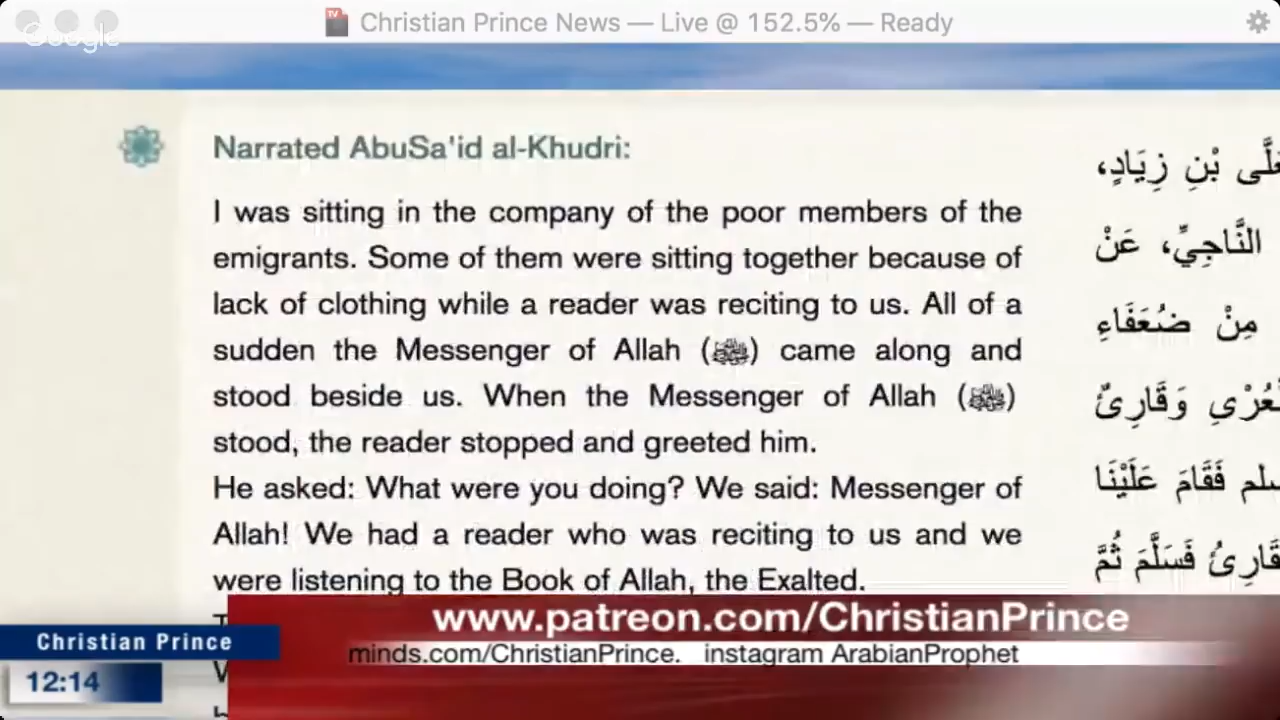 Christian Prince News — Live @ 152.5% — Ready
Google
Narrated AbuSa'id al-Khudri:
I was sitting in the company of the poor members of the
emigrants. Some of them were sitting together because of
lack of clothing while a reader was reciting to us. All of a
sudden the Messenger of Allah (ﷺ) came along and
stood beside us. When the Messenger of Allah (ﷺ)
stood, the reader stopped and greeted him.
He asked: What were you doing? We said: Messenger of
Allah! We had a reader who was reciting to us and we
were listening to the Book of Allah, the Exalted.
بْنِ زِيَادٍ،
النَّاجِيِّ، عَنْ
مِنْ ضُعَفَاءِ
وَقَارِئٌ
فَقَامَ عَلَيْنَا
فَسَلَّمَ ثُمَّ
www.patreon.com/ChristianPrince
Christian Prince
minds.com/ChristianPrince. instagram ArabianProphet
12:14